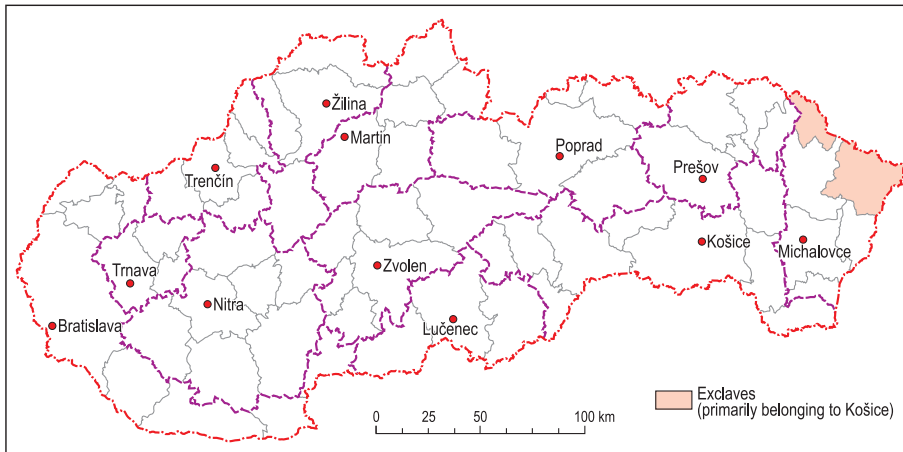 Žilina
Martin
Poprad
Trenčín
Prešov
Košice
Michalovce
Zvolen
Trnava
Nitra
Lučenec
Bratislava
Exclaves
(primarily belonging to Košice)
0 25 50 100 km